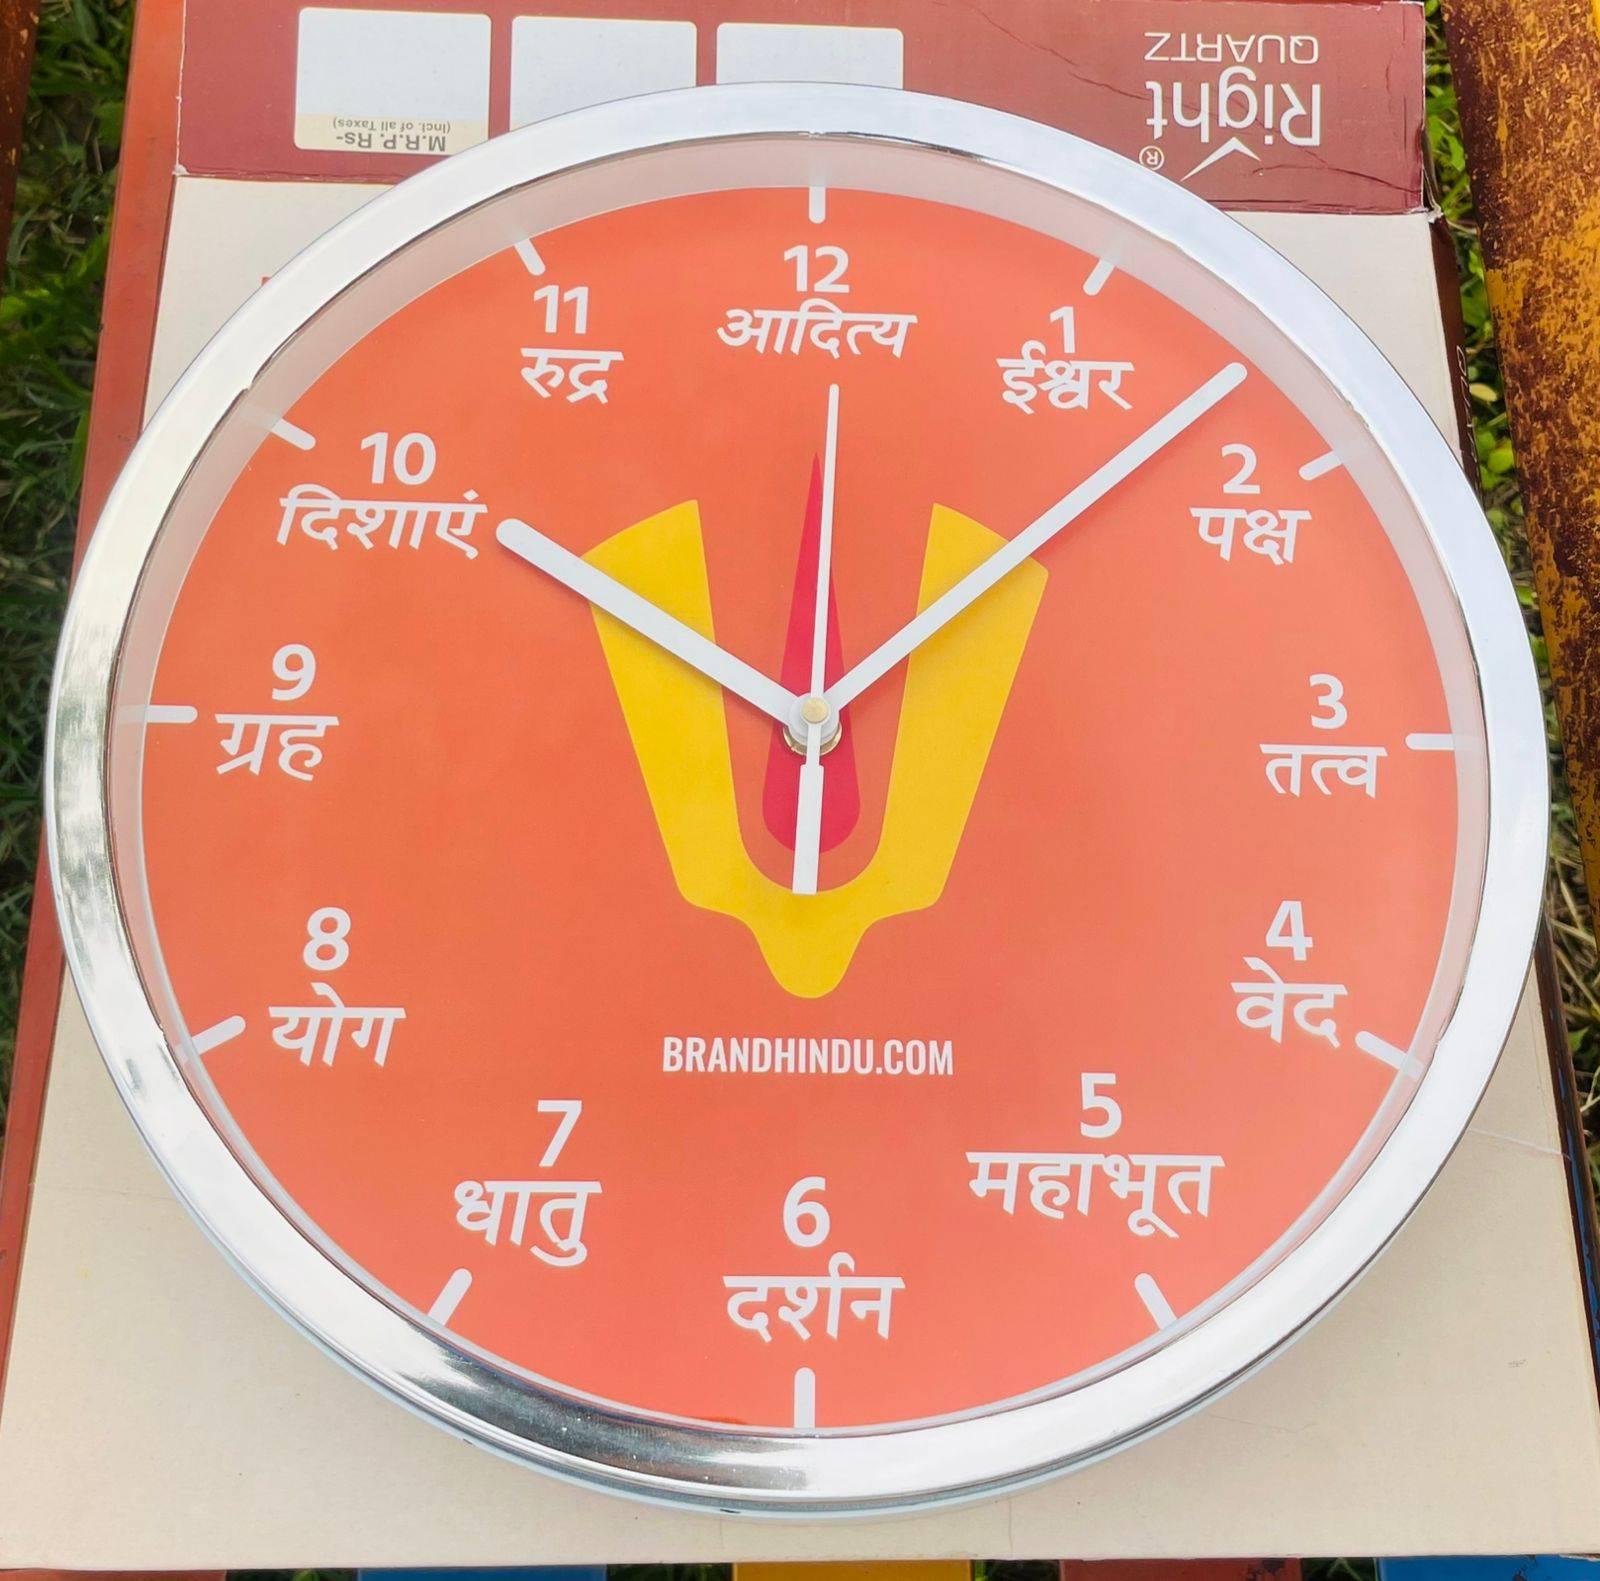 Right®
QUARTZ
M.R.P. Rs-
(Incl. of all Taxes)
12
आदित्य
1
ईश्वर
2
पक्ष
3
तत्व
4
वेद
5
महाभूत
6
दर्शन
7
धातु
8
योग
9
ग्रह
10
दिशाएं
11
रुद्र
BRANDHINDU.COM